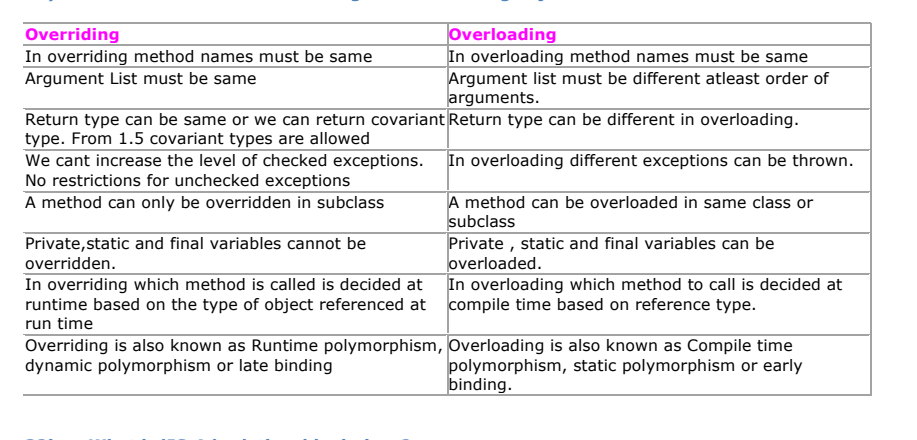 Overriding
Overloading
In overriding method names must be same
In overloading method names must be same
Argument List must be same
Argument list must be different atleast order of
arguments.
Return type can be same or we can return covariant
type. From 1.5 covariant types are allowed
Return type can be different in overloading.
We cant increase the level of checked exceptions.
No restrictions for unchecked exceptions
In overloading different exceptions can be thrown.
A method can only be overridden in subclass
A method can be overloaded in same class or
subclass
Private,static and final variables cannot be
overridden.
Private , static and final variables can be
overloaded.
In overriding which method is called is decided at
runtime based on the type of object referenced at
run time
In overloading which method to call is decided at
compile time based on reference type.
Overriding is also known as Runtime polymorphism,
dynamic polymorphism or late binding
Overloading is also known as Compile time
polymorphism, static polymorphism or early
binding.